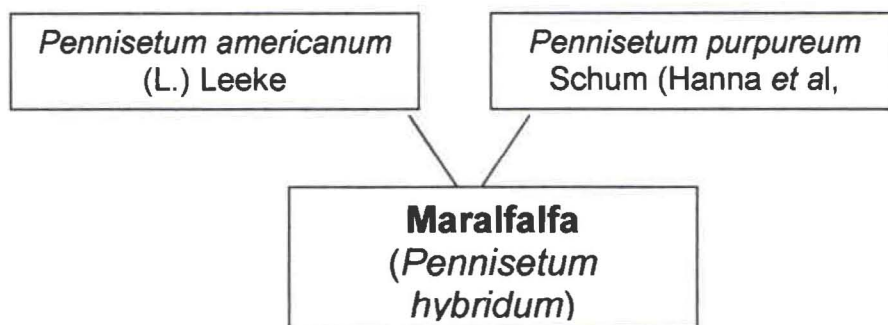 Pennisetum americanum
(L.) Leeke
Pennisetum purpureum
Schum (Hanna et al,
Maralfalfa
(Pennisetum
hybridum)